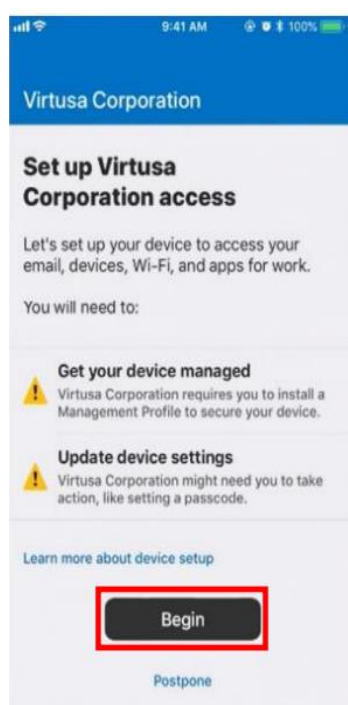 9:41 AM
100%
Virtusa Corporation
Set up Virtusa
Corporation access
Let's set up your device to access your
email, devices, Wi-Fi, and apps for work.
You will need to:
Get your device managed
Virtusa Corporation requires you to install a
Management Profile to secure your device.
Update device settings
Virtusa Corporation might need you to take
action, like setting a passcode.
Learn more about device setup
Begin
Postpone